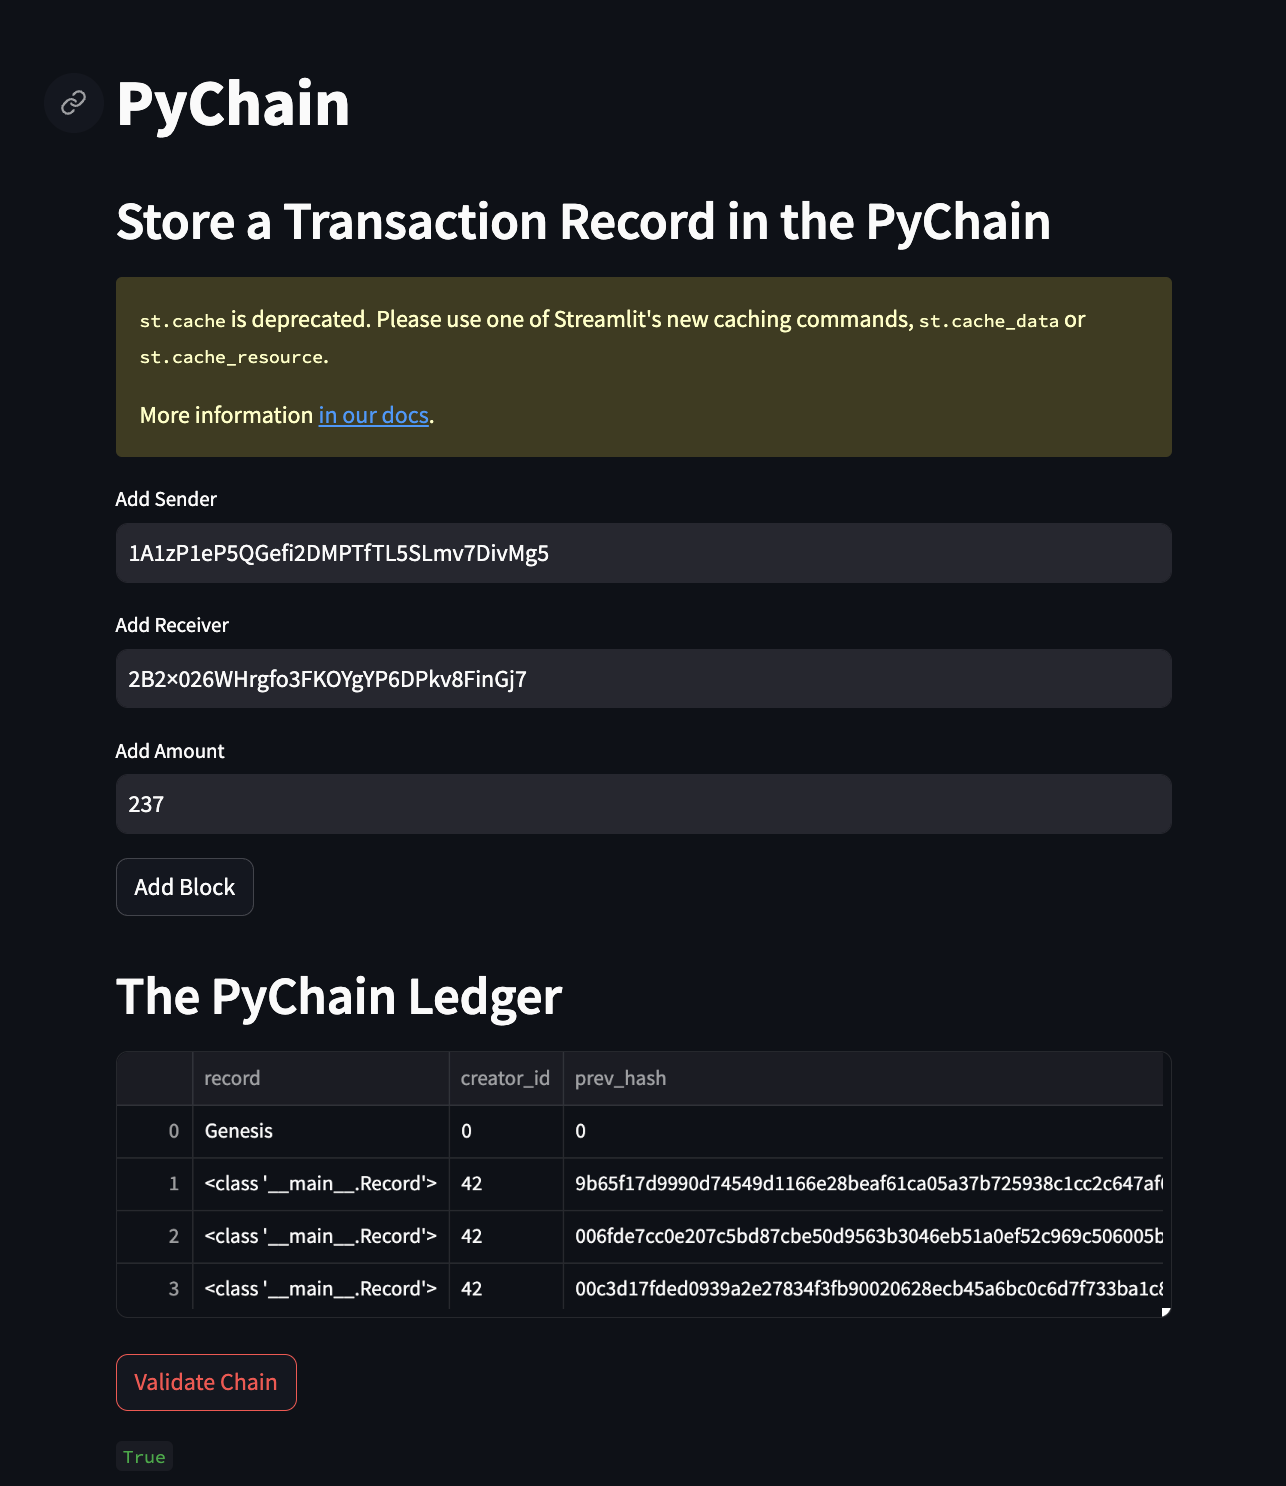 PyChain
Store a Transaction Record in the PyChain
st.cache is deprecated. Please use one of Streamlit's new caching commands, st.cache_data or
st.cache_resource.
More information in our docs.
Add Sender
1A1zP1eP5QGefi2DMPTfTL5SLmv7DivMg5
Add Receiver
2B2×026WHrgfo3FKOYgYP6DPkv8FinGj7
Add Amount
237
Add Block
The PyChain Ledger
record creator_id prev_hash
0 Genesis 0 0
1 <class '__main__.Record'> 42 9b65f17d9990d74549d1166e28beaf61ca05a37b725938c1cc2c647af
2 <class '__main__.Record'> 42 006fde7cc0e207c5bd87cbe50d9563b3046eb51a0ef52c969c506005b
3 <class '__main__.Record'> 42 00c3d17fded0939a2e27834f3fb90020628ecb45a6bc0c6d7f733ba1c
Validate Chain
True